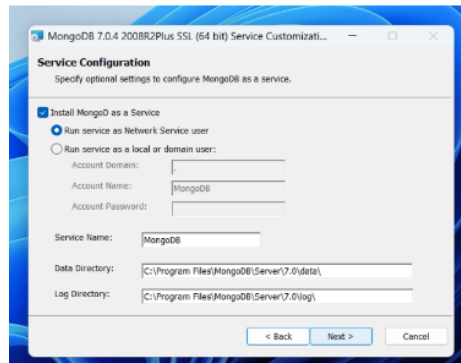 MongoDB 7.0.4 2008R2Plus SSL (64 bit) Service Customizati...
Service Configuration
Specify optional settings to configure MongoDB as a service.
Install MongoD as a Service
Run service as Network Service user
Run service as a local or domain user:
Account Domain: .
Account Name: MongoDB
Account Password:
Service Name: MongoDB
Data Directory: C:\Program Files\MongoDB\Server\7.0\data\
Log Directory: C:\Program Files\MongoDB\Server\7.0\log\
< Back Next > Cancel